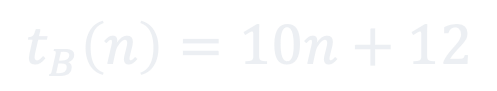 t_B(n) = 10n + 12